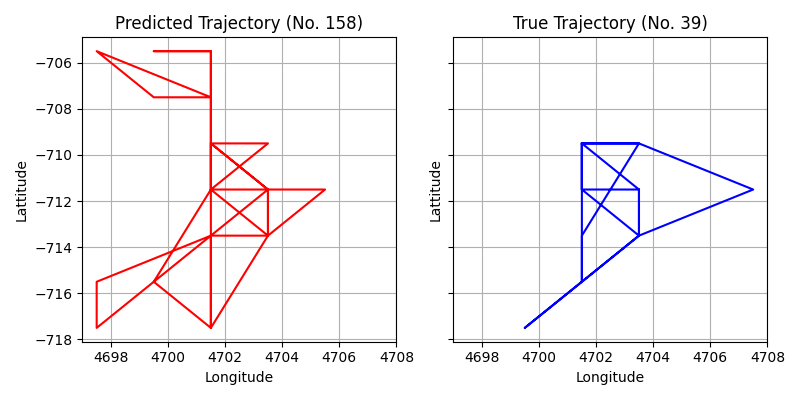 Predicted Trajectory (No. 158)
True Trajectory (No. 39)
−706
−708
−710
−712
−714
−716
−718
Lattitude
Lattitude
4698 4700 4702 4704 4706 4708
4698 4700 4702 4704 4706 4708
Longitude
Longitude